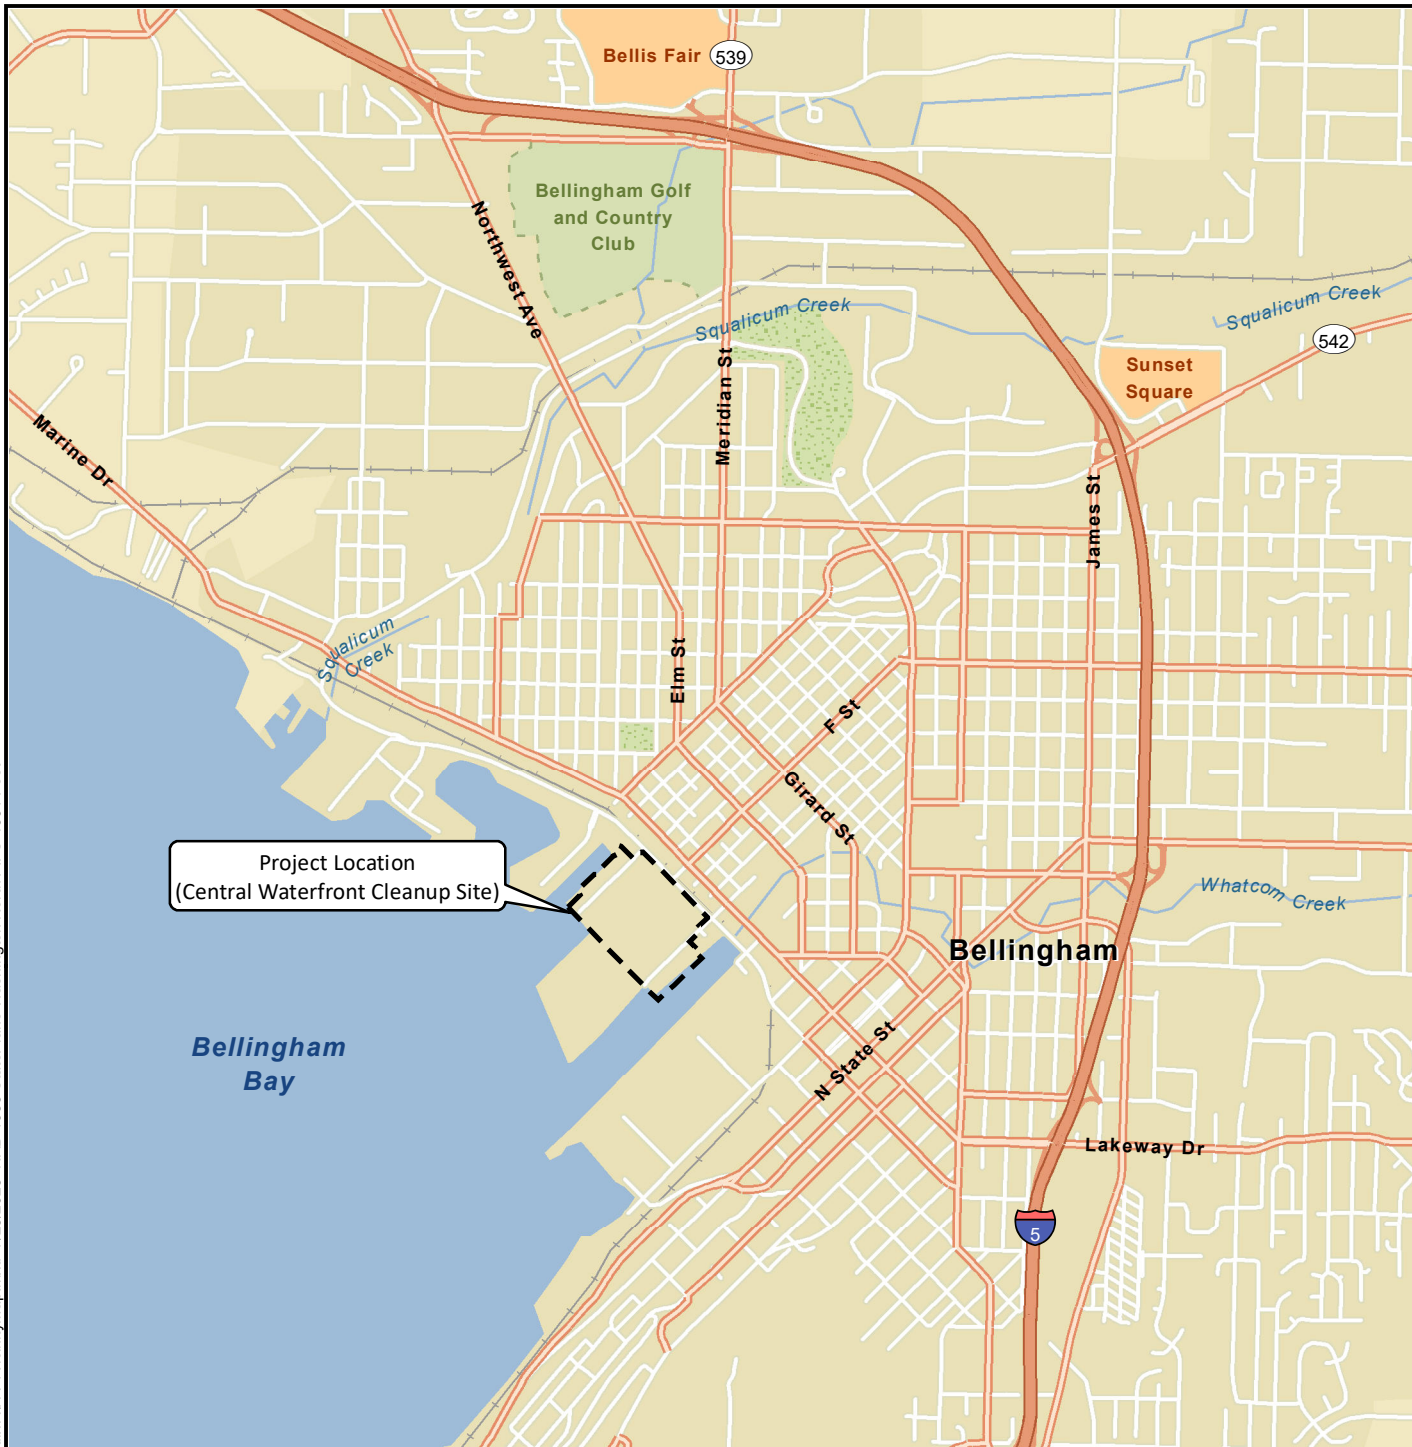 Bellis Fair
539
Bellingham Golf
and Country
Club
Northwest Ave
Squalicum Creek
Squalicum Creek
542
Sunset
Square
Meridian St
Marine Dr
James St
Squalicum
Creek
Elm St
F St
Girard St
Project Location
(Central Waterfront Cleanup Site)
Whatcom Creek
Bellingham
Bellingham
Bay
N State St
Lakeway Dr
5